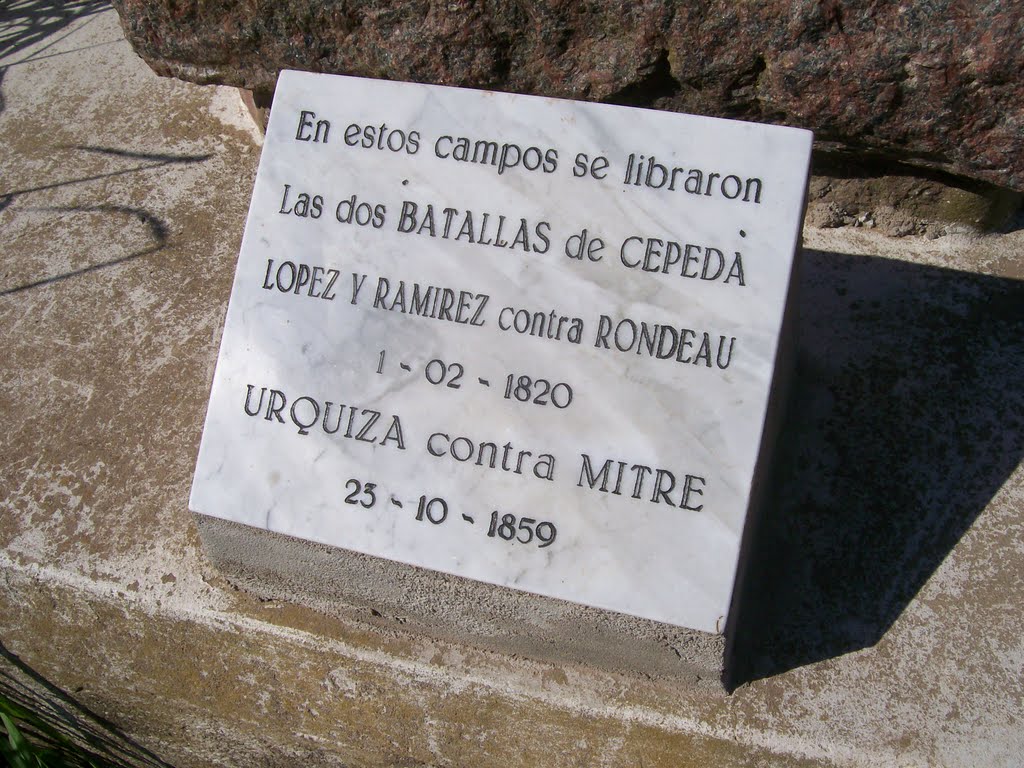 En estos campos se libraron
Las dos BATALLAS de CEPEDA
LOPEZ Y RAMIREZ contra RONDEAU
1 - 02 - 1820
URQUIZA contra MITRE
23 - 10 - 1859